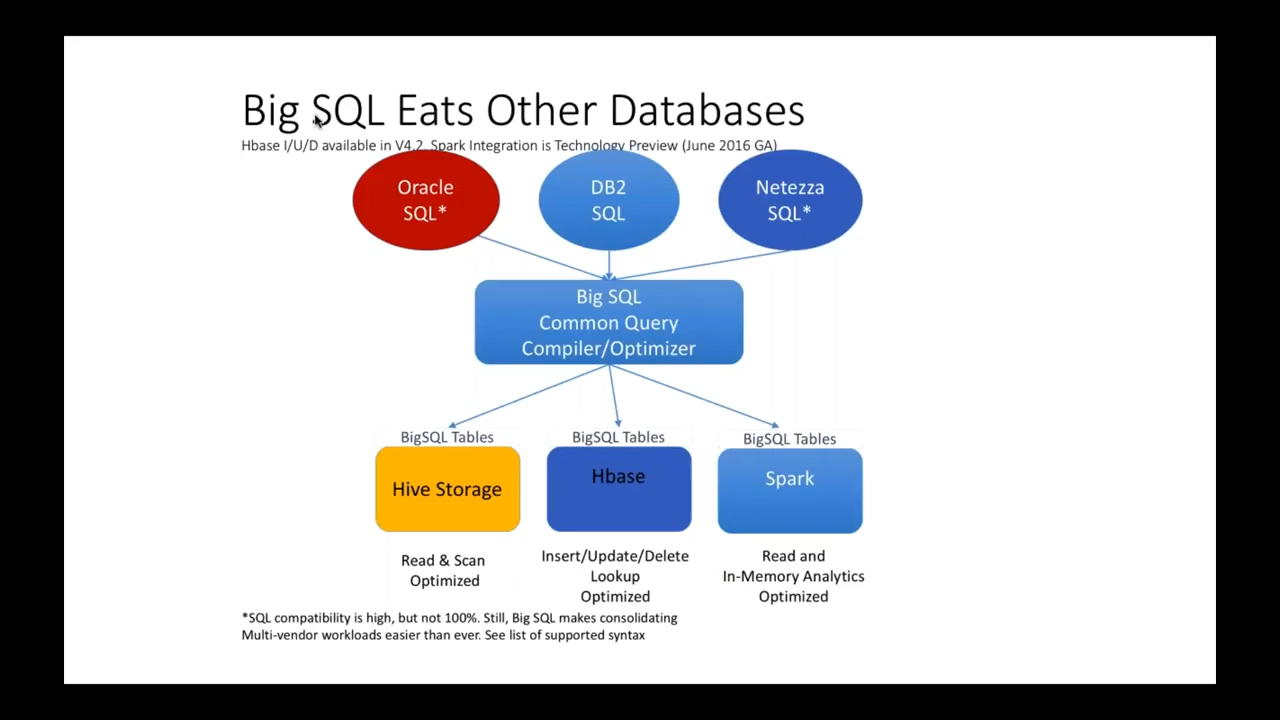 Big SQL Eats Other Databases
Hbase I/U/D available in V4.2. Spark Integration is Technology Preview (June 2016 GA)
Oracle
SQL*
DB2
SQL
Netezza
SQL*
Big SQL
Common Query
Compiler/Optimizer
BigSQL Tables
BigSQL Tables
BigSQL Tables
Hive Storage
Hbase
Spark
Read & Scan
Optimized
Insert/Update/Delete
Lookup
Optimized
Read and
In-Memory Analytics
Optimized
*SQL compatibility is high, but not 100%. Still, Big SQL makes consolidating
Multi-vendor workloads easier than ever. See list of supported syntax